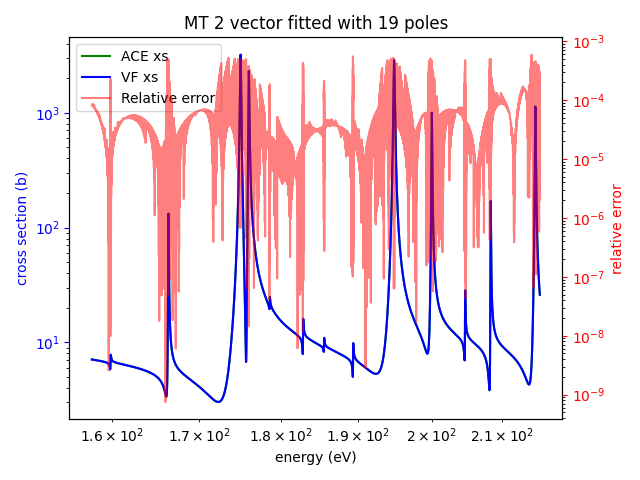 MT 2 vector fitted with 19 poles
ACE xs
VF xs
Relative error
cross section (b)
10³
10²
10¹
relative error
10⁻³
10⁻⁴
10⁻⁵
10⁻⁶
10⁻⁷
10⁻⁸
10⁻⁹
1.6 × 10² 1.7 × 10² 1.8 × 10² 1.9 × 10² 2 × 10² 2.1 × 10²
energy (eV)